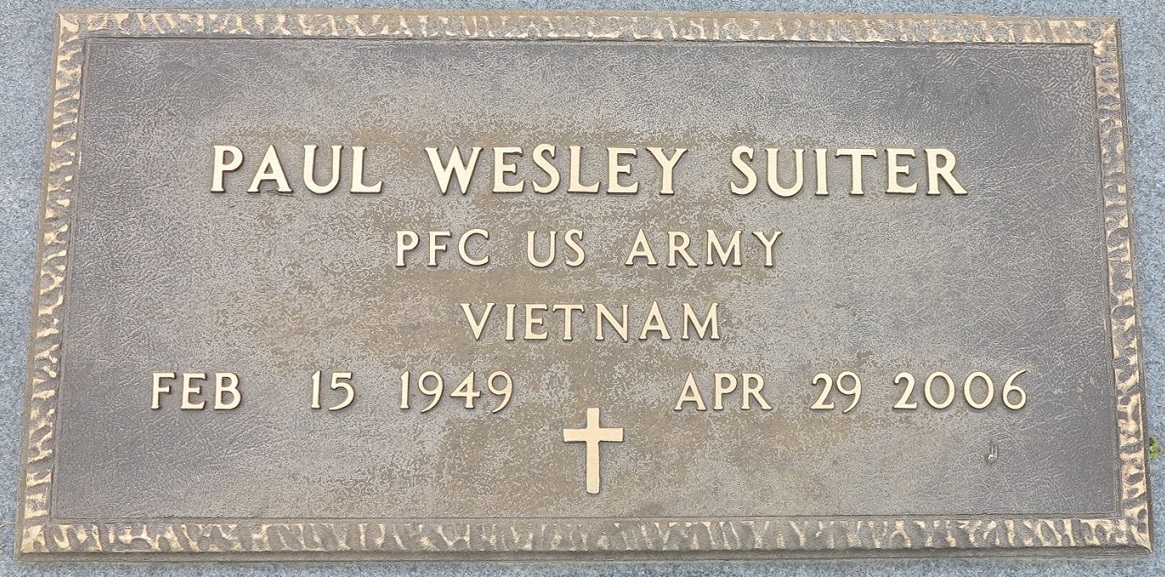 PAUL WESLEY SUITER
PFC US ARMY
VIETNAM
FEB 15 1949 APR 29 2006